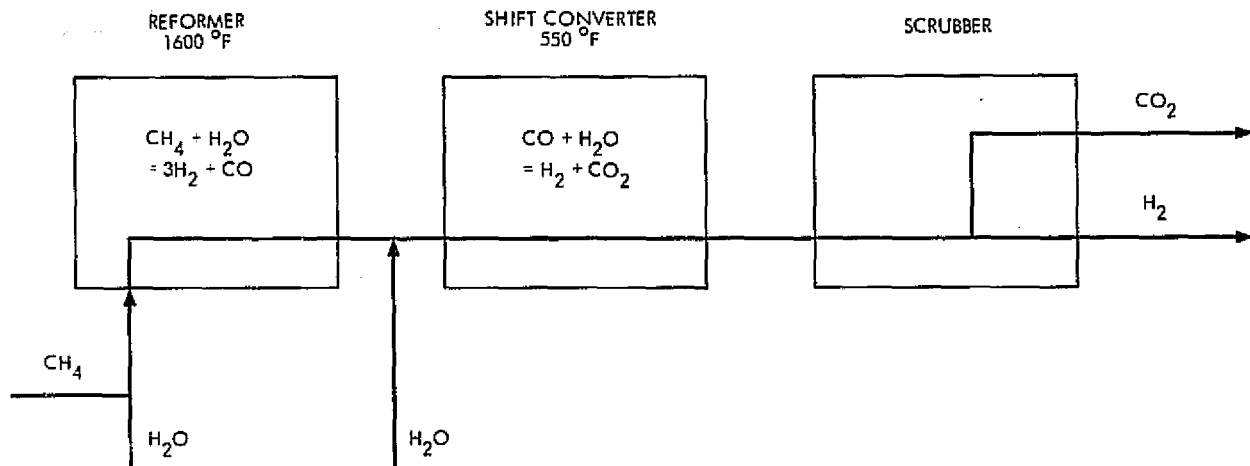 REFORMER
1600 °F
SHIFT CONVERTER
550 °F
SCRUBBER
CH₄ + H₂O
= 3H₂ + CO
CO + H₂O
= H₂ + CO₂
CO₂
H₂
CH₄
H₂O
H₂O